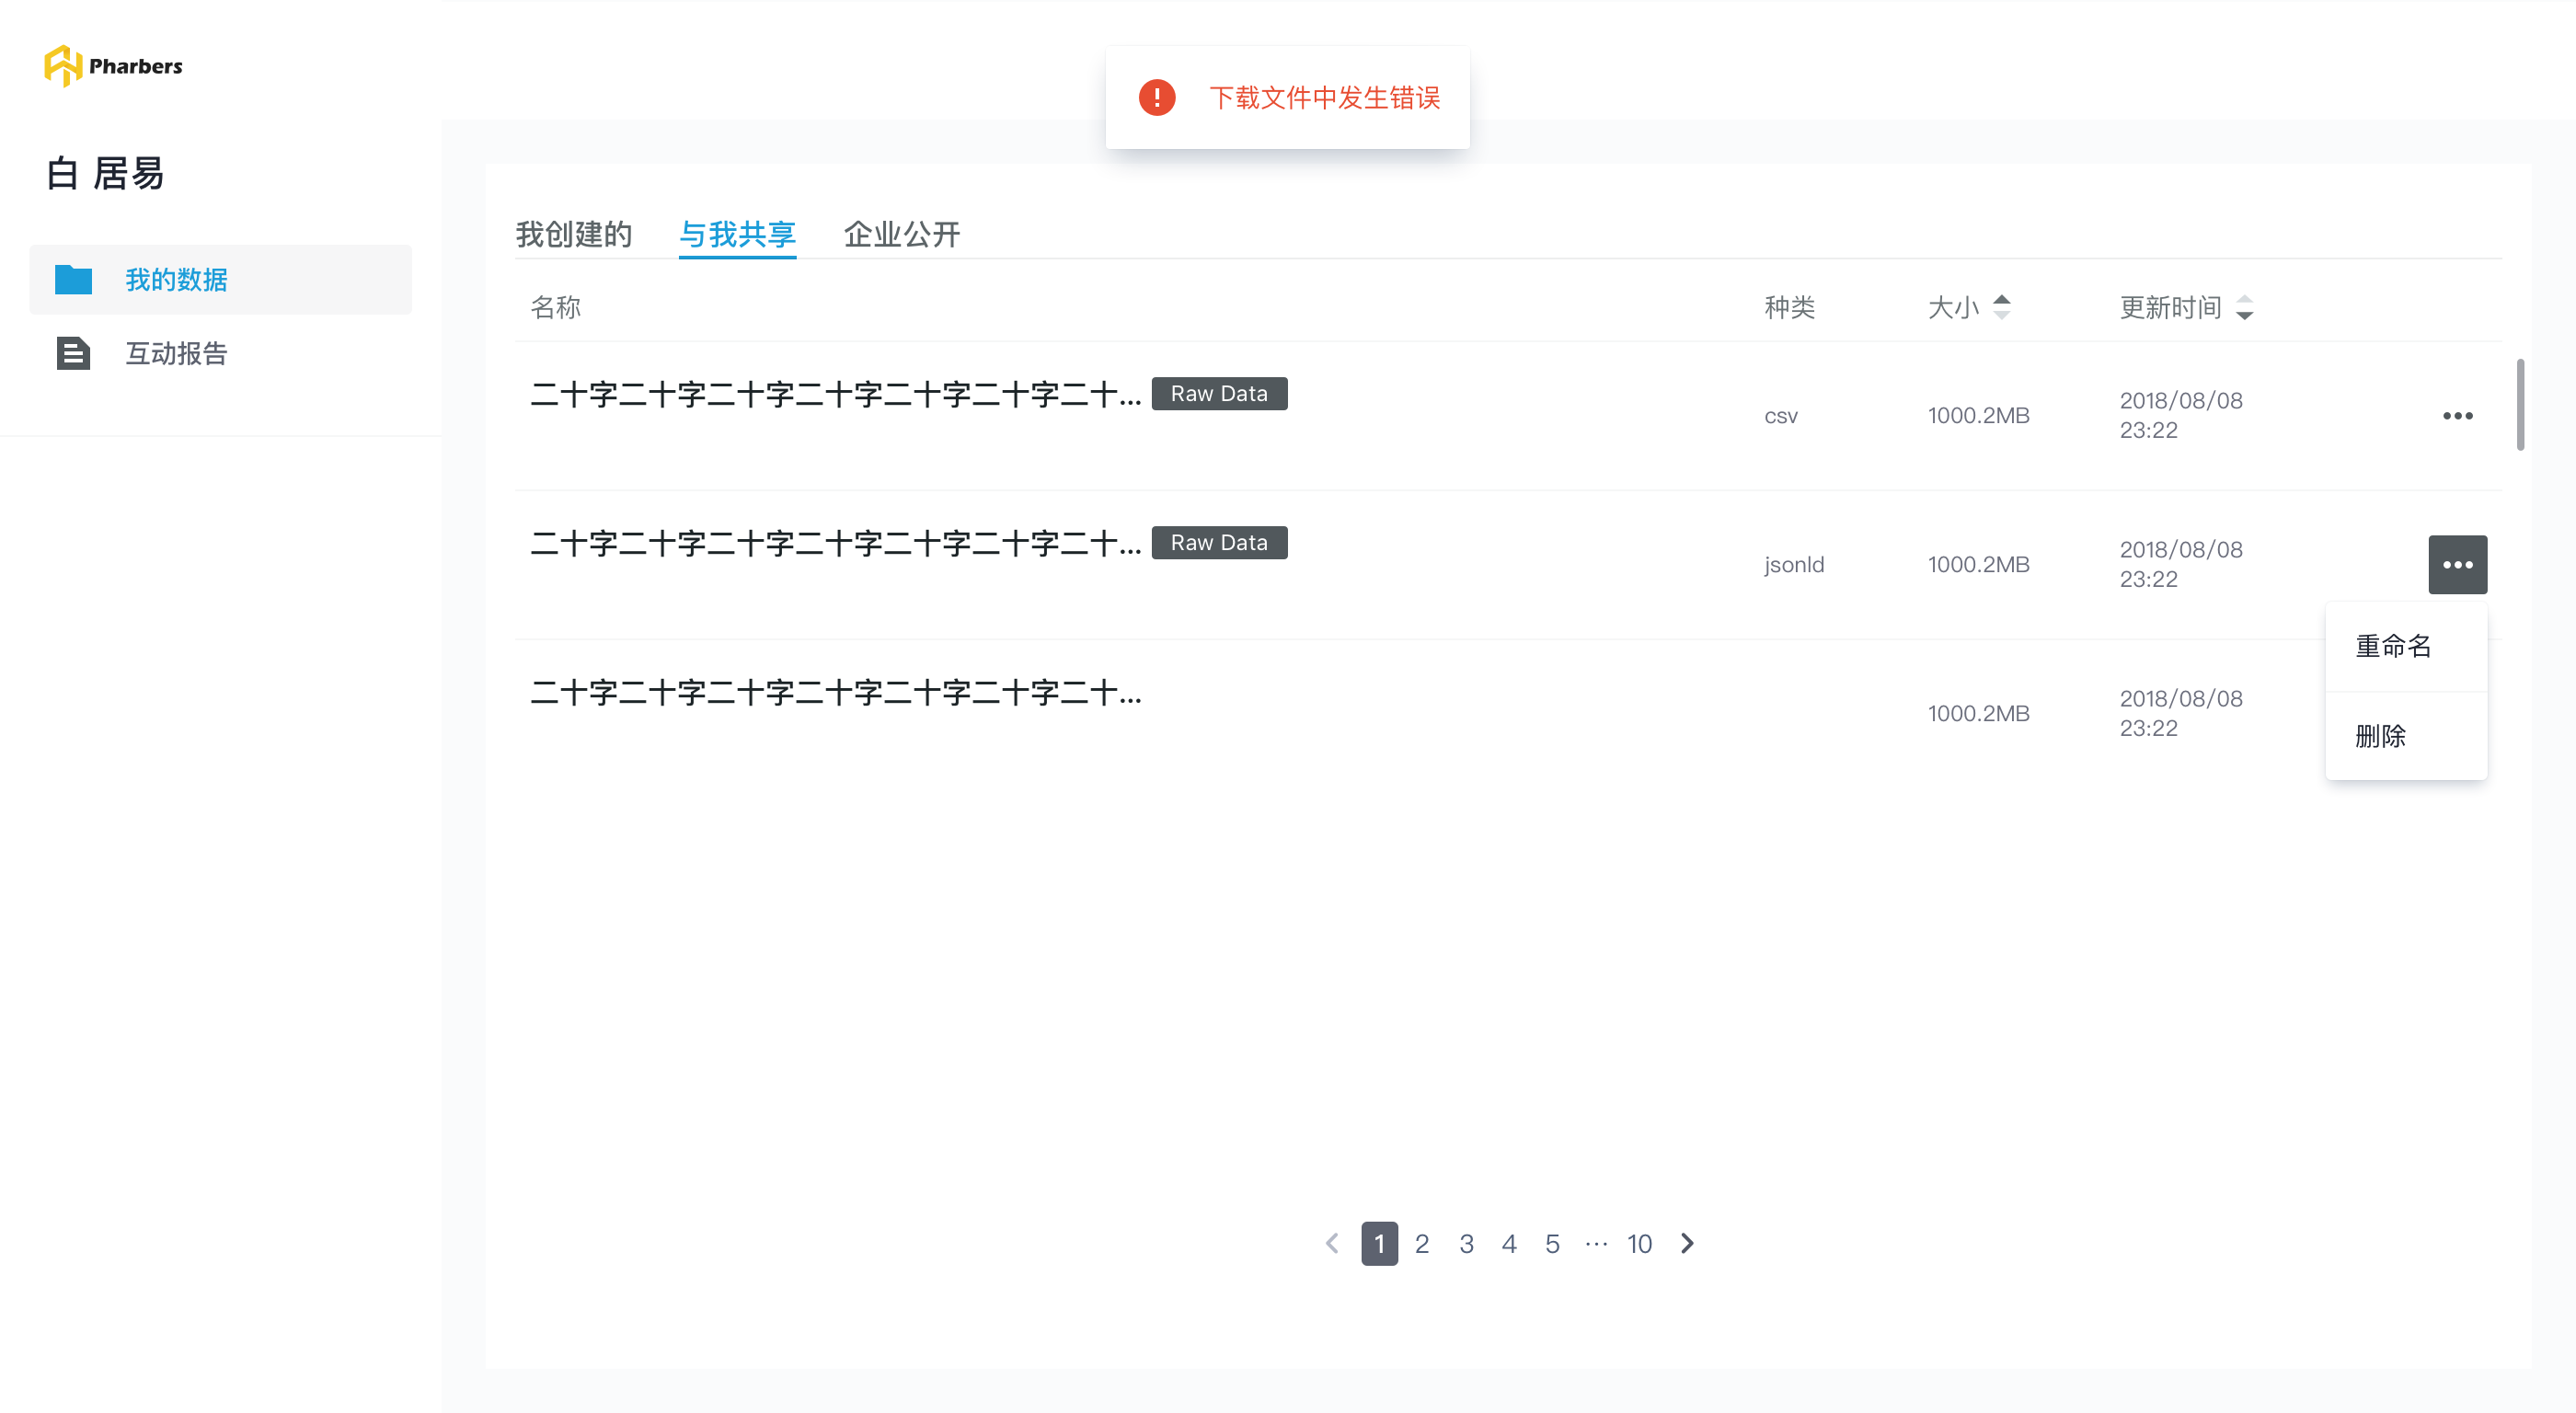 Pharbers
下载文件中发生错误
白 居易
我的数据
互动报告
我创建的 与我共享 企业公开
名称 种类 大小 更新时间
二十字二十字二十字二十字二十字二十字二十... Raw Data csv 1000.2MB 2018/08/08
23:22
二十字二十字二十字二十字二十字二十字二十... Raw Data jsonld 1000.2MB 2018/08/08
23:22
重命名
二十字二十字二十字二十字二十字二十字二十... 1000.2MB 2018/08/08
23:22
删除
1 2 3 4 5 ··· 10